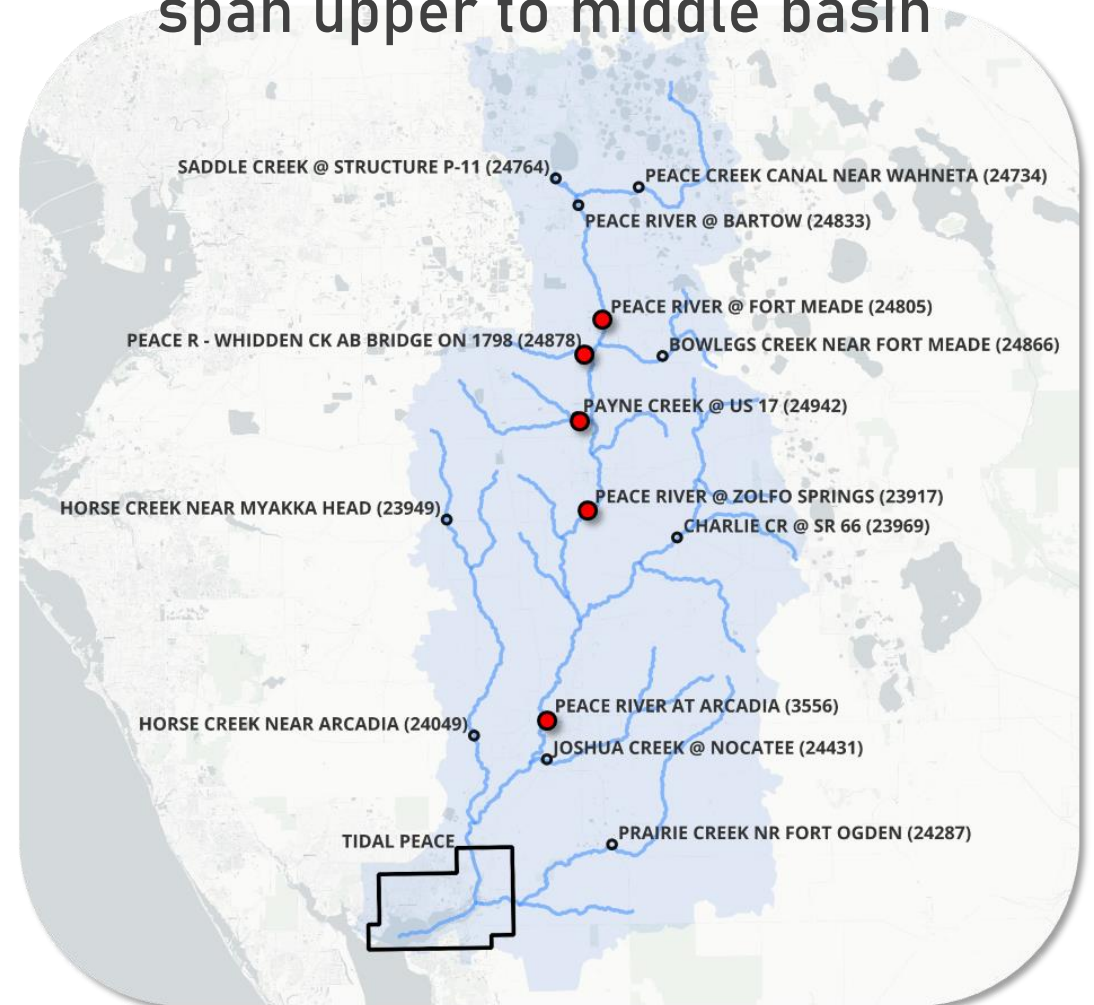 span upper to middle basin
SADDLE CREEK @ STRUCTURE P-11 (24764)
PEACE CREEK CANAL NEAR WAHNETA (24734)
PEACE RIVER @ BARTOW (24833)
PEACE RIVER @ FORT MEADE (24805)
PEACE R - WHIDDEN CK AB BRIDGE ON 1798 (24878)
BOWLEGS CREEK NEAR FORT MEADE (24866)
PAYNE CREEK @ US 17 (24942)
PEACE RIVER @ ZOLFO SPRINGS (23917)
HORSE CREEK NEAR MYAKKA HEAD (23949)
CHARLIE CR @ SR 66 (23969)
PEACE RIVER AT ARCADIA (3556)
HORSE CREEK NEAR ARCADIA (24049)
JOSHUA CREEK @ NOCATEE (24431)
PRAIRIE CREEK NR FORT OGDEN (24287)
TIDAL PEACE